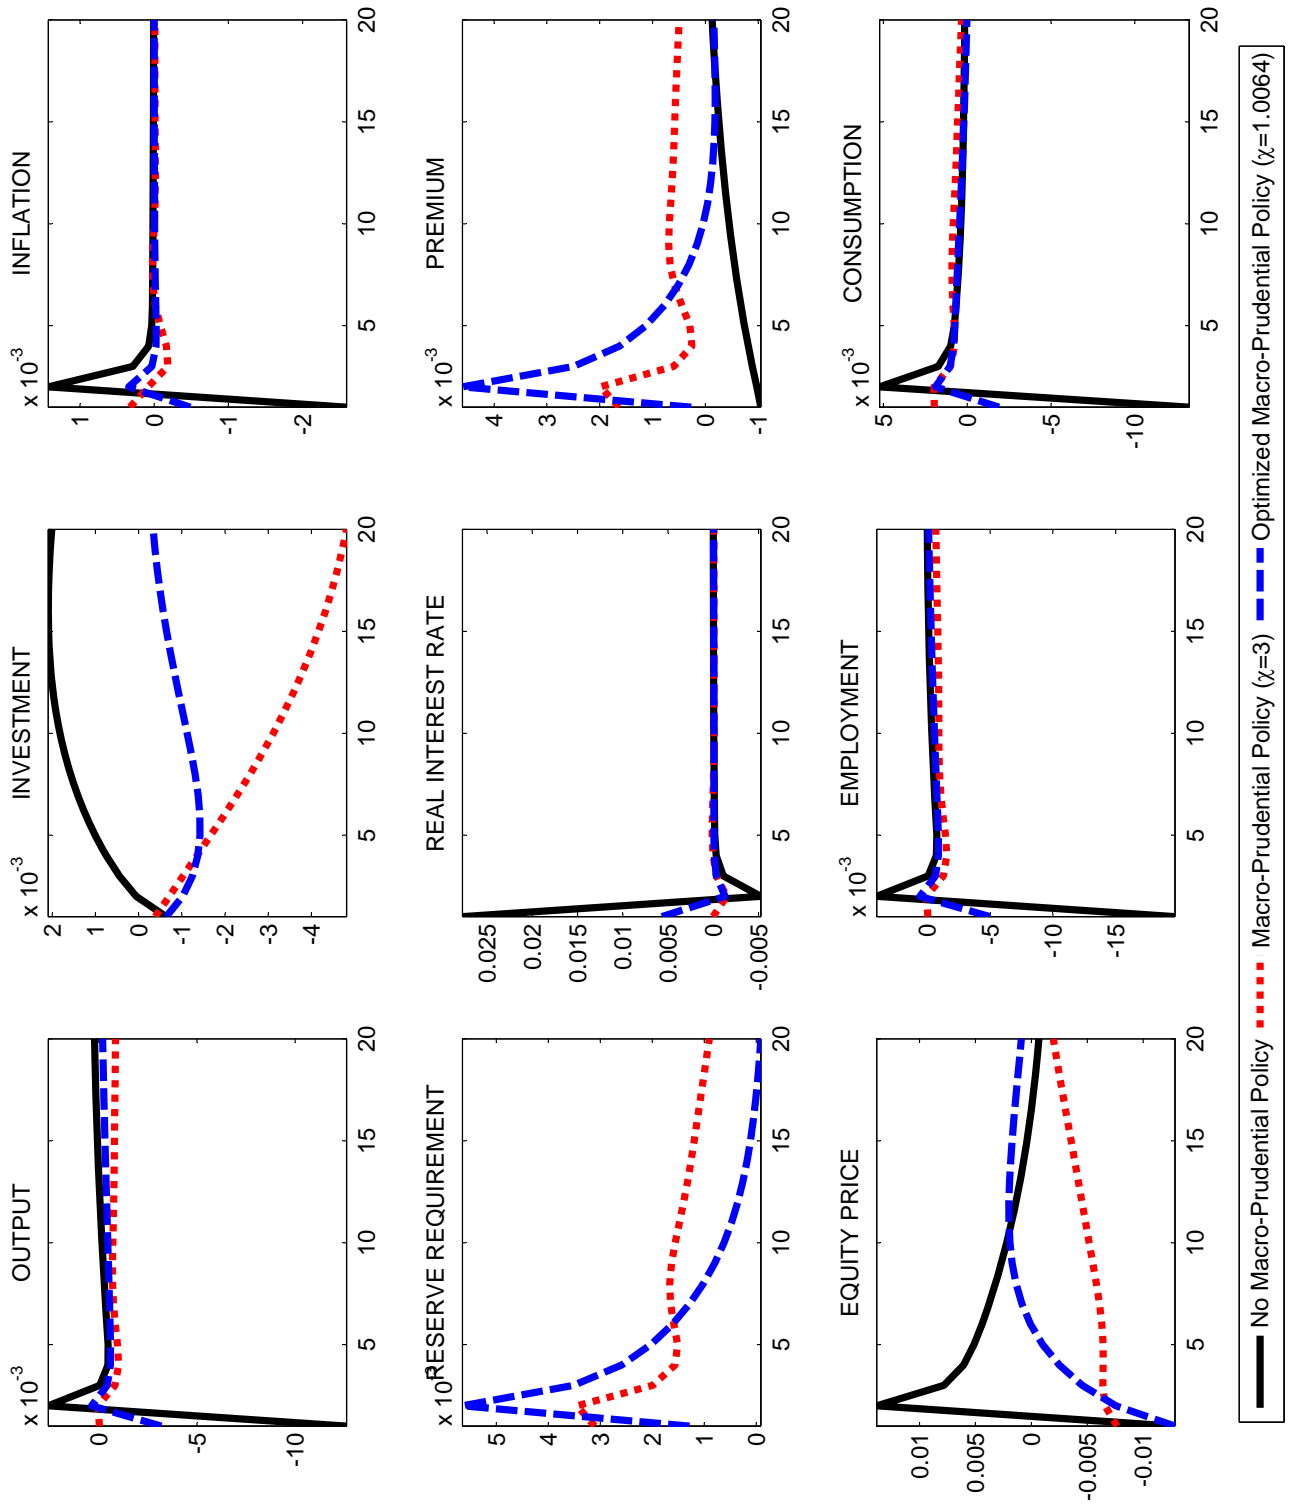 OUTPUT
x 10-3
0
-5
-10
5 10 15 20
INVESTMENT
x 10-3
2
1
0
-1
-2
-3
-4
5 10 15 20
INFLATION
x 10-3
1
0
-1
-2
5 10 15 20
RESERVE REQUIREMENT
x 10-3
5
4
3
2
1
0
5 10 15 20
REAL INTEREST RATE
0.025
0.02
0.015
0.01
0.005
0
-0.005
5 10 15 20
PREMIUM
x 10-3
4
3
2
1
0
-1
5 10 15 20
EQUITY PRICE
0.01
0.005
0
-0.005
-0.01
5 10 15 20
EMPLOYMENT
x 10-3
0
-5
-10
-15
5 10 15 20
CONSUMPTION
x 10-3
5
0
-5
-10
5 10 15 20
No Macro-Prudential Policy Macro-Prudential Policy (χ=3) Optimized Macro-Prudential Policy (χ=1.0064)